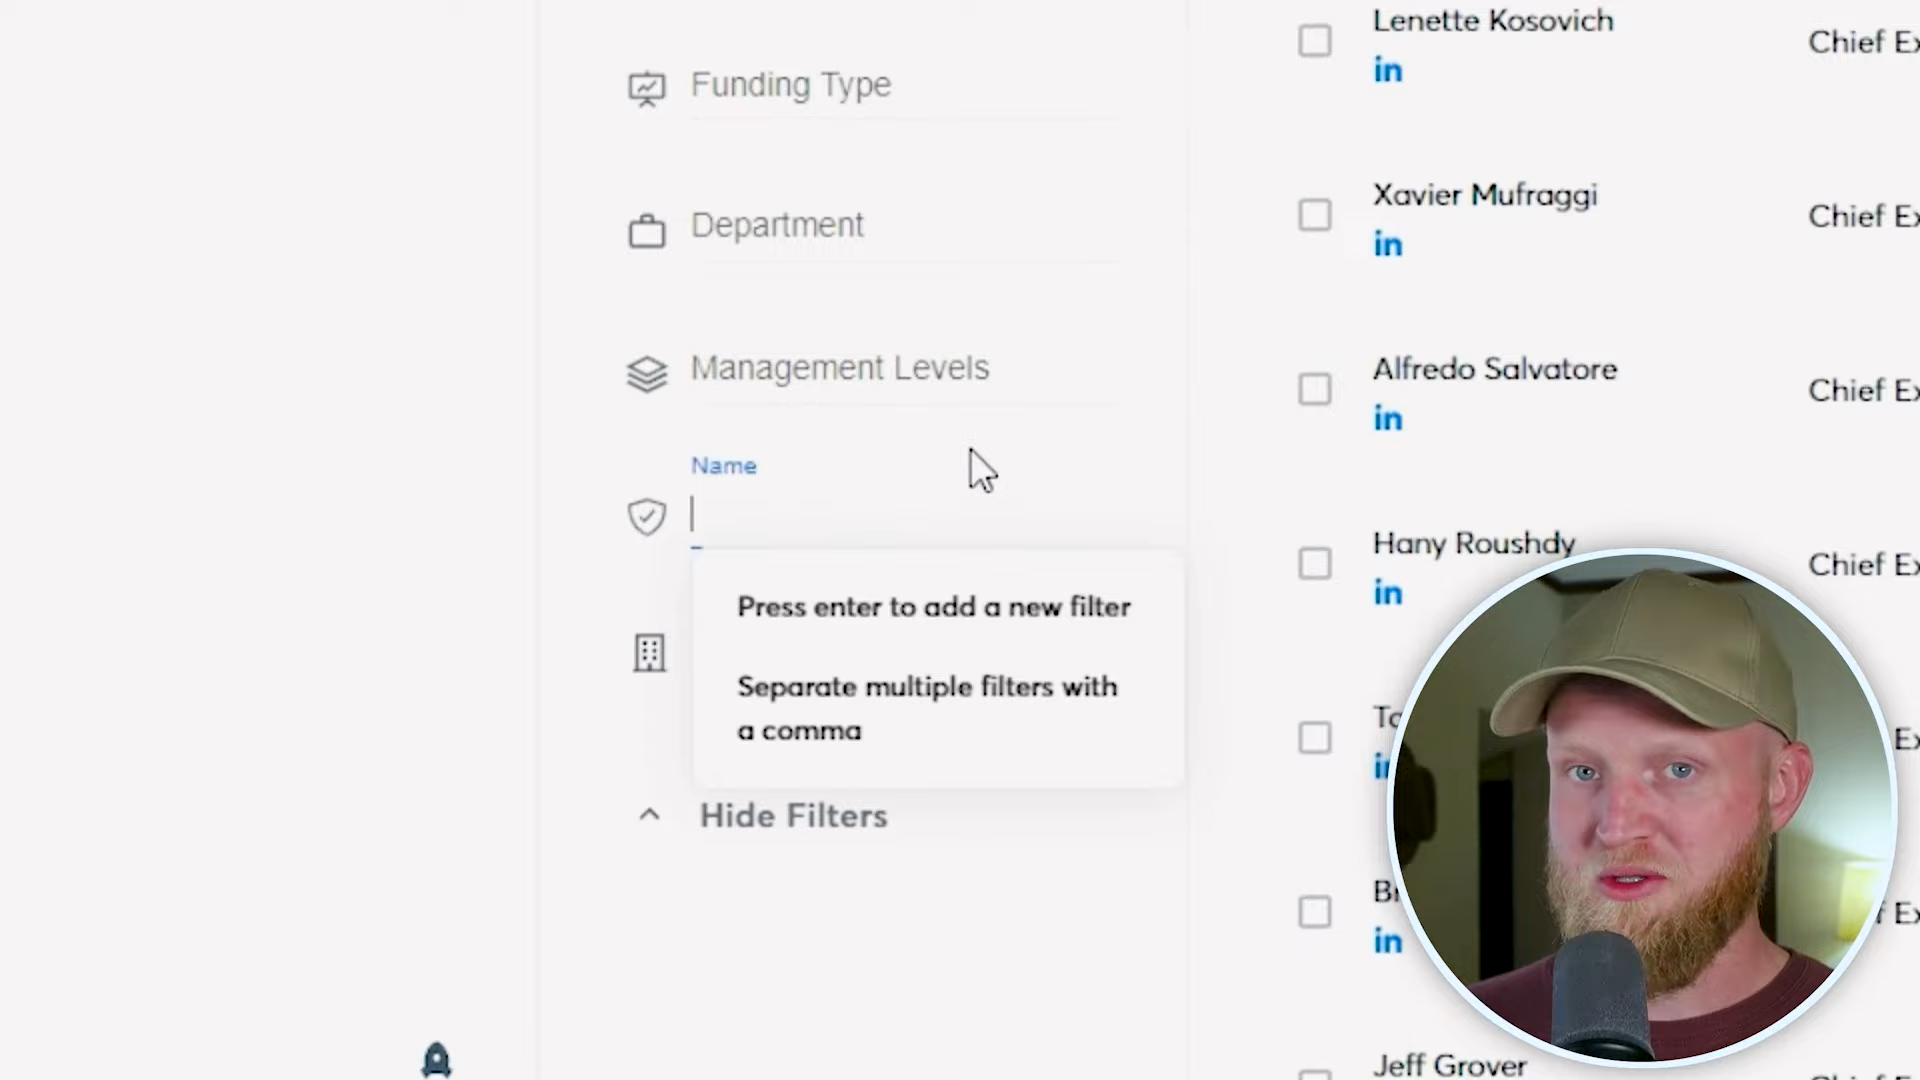 Funding Type
Department
Management Levels
Name
Press enter to add a new filter
Separate multiple filters with
a comma
Hide Filters
Lenette Kosovich
in
Chief Ex
Xavier Mufraggi
in
Chief Ex
Alfredo Salvatore
in
Chief Ex
Hany Roushdy
in
Chief Ex
in
Jeff Grover